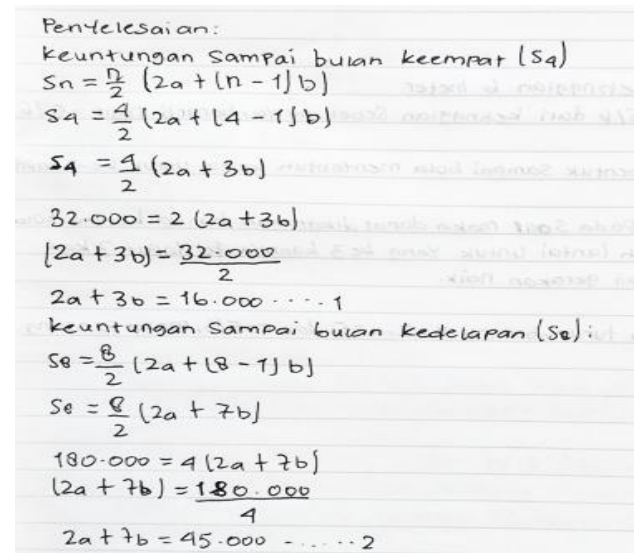 Penyelesaian:
Keuntungan sampai bulan keempat (S4)
Sn = n/2 (2a + (n - 1) b)
S4 = 4/2 (2a + (4 - 1) b)
S4 = 4/2 (2a + 3b)
32.000 = 2 (2a + 3b)
(2a + 3b) = 32.000/2
2a + 3b = 16.000 .... 1
Keuntungan sampai bulan kedelapan (S8):
S8 = 8/2 (2a + (8 - 1) b)
S8 = 8/2 (2a + 7b)
180.000 = 4 (2a + 7b)
(2a + 7b) = 180.000/4
2a + 7b = 45.000 - ..... 2